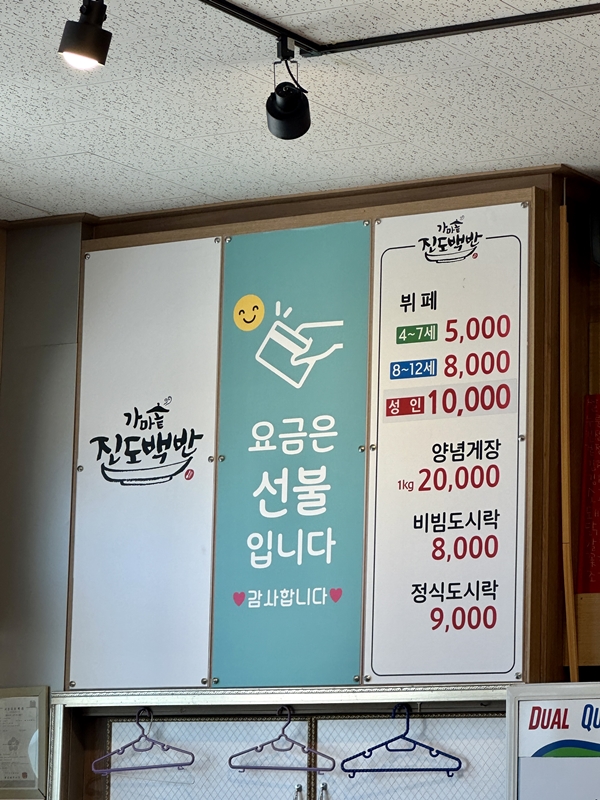 가마솥
진도백반
요금은
선불
입니다
♥감사합니다♥
가마솥
진도백반
뷔페
4~7세 5,000
8~12세 8,000
성인 10,000
양념게장
1kg 20,000
비빔도시락
8,000
정식도시락
9,000
DUAL QU